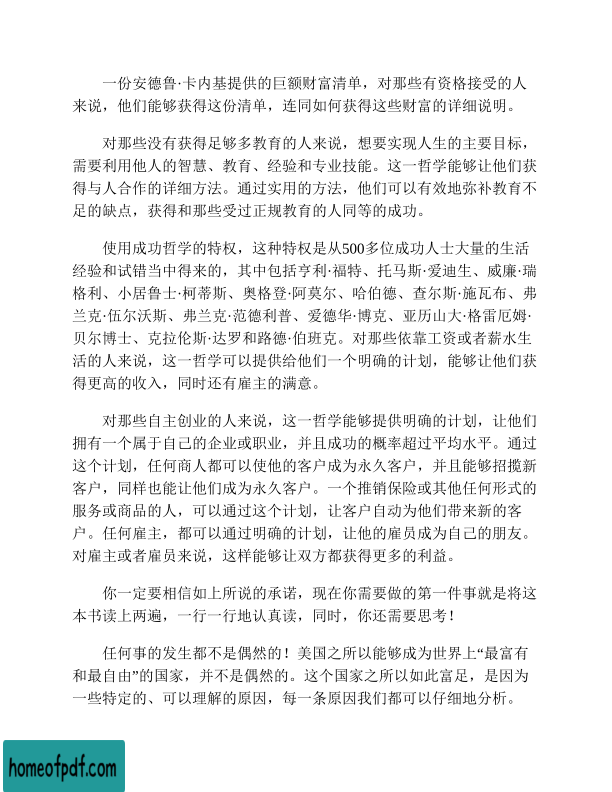 一份安德鲁·卡内基提供的巨额财富清单，对那些有资格接受的人
来说，他们能够获得这份清单，连同如何获得这些财富的详细说明。
对那些没有获得足够多教育的人来说，想要实现人生的主要目标，
需要利用他人的智慧、教育、经验和专业技能。这一哲学能够让他们获
得与人合作的详细方法。通过实用的方法，他们可以有效地弥补教育不
足的缺点，获得和那些受过正规教育的人同等的成功。
使用成功哲学的特权，这种特权是从500多位成功人士大量的生活
经验和试错当中得来的，其中包括亨利·福特、托马斯·爱迪生、威廉·瑞
格利、小居鲁士·柯蒂斯、奥格登·阿莫尔、哈伯德、查尔斯·施瓦布、弗
兰克·伍尔沃斯、弗兰克·范德利普、爱德华·博克、亚历山大·格雷厄姆·
贝尔博士、克拉伦斯·达罗和路德·伯班克。对那些依靠工资或者薪水生
活的人来说，这一哲学可以提供给他们一个明确的计划，能够让他们获
得更高的收入，同时还有雇主的满意。
对那些自主创业的人来说，这一哲学能够提供明确的计划，让他们
拥有一个属于自己的企业或职业，并且成功的概率超过平均水平。通过
这个计划，任何商人都可以使他的客户成为永久客户，并且能够招揽新
客户，同样也能让他们成为永久客户。一个推销保险或其他任何形式的
服务或商品的人，可以通过这个计划，让客户自动为他们带来新的客
户。任何雇主，都可以通过明确的计划，让他的雇员成为自己的朋友。
对雇主或者雇员来说，这样能够让双方都获得更多的利益。
你一定要相信如上所说的承诺，现在你需要做的第一件事就是将这
本书读上两遍，一行一行地认真读，同时，你还需要思考！
任何事的发生都不是偶然的！美国之所以能够成为世界上“最富有
和最自由”的国家，并不是偶然的。这个国家之所以如此富足，是因为
一些特定的、可以理解的原因，每一条原因我们都可以仔细地分析。
homeofpdf.com